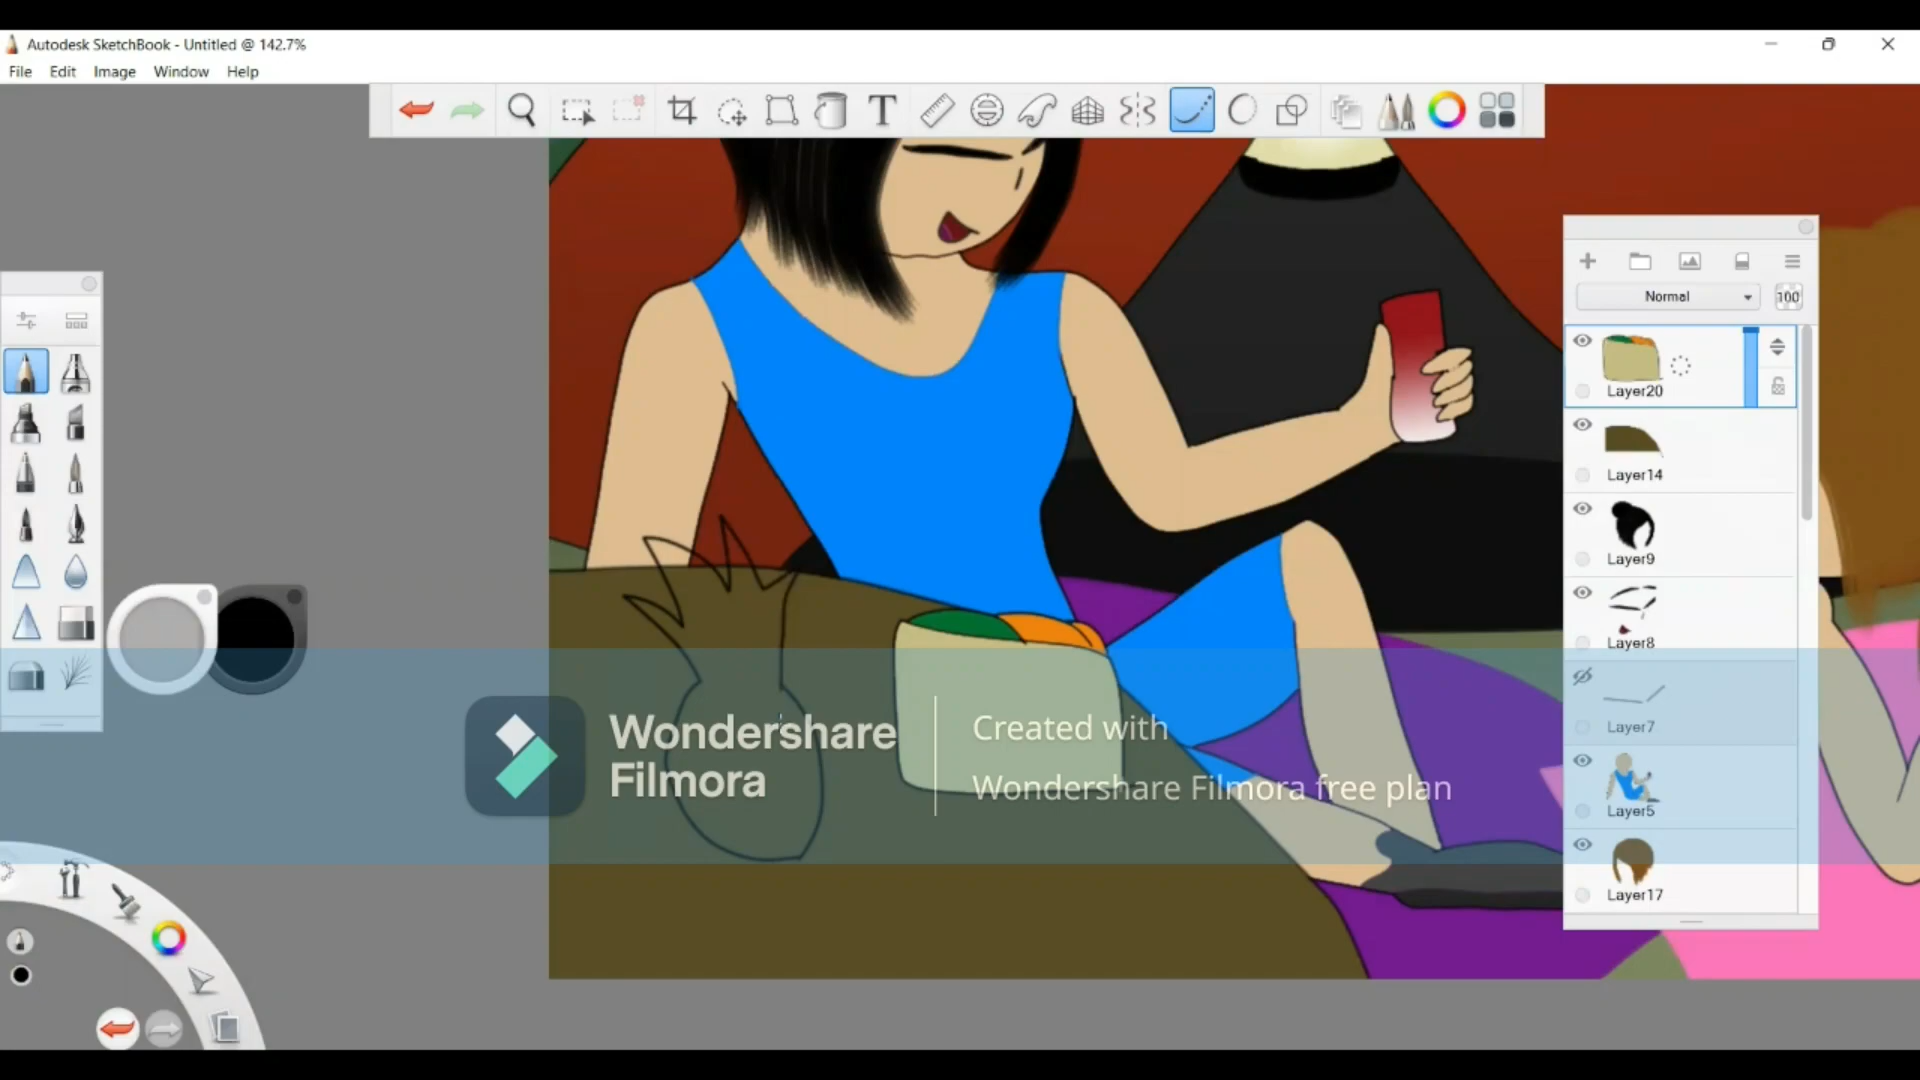 Autodesk SketchBook - Untitled @ 142.7%
File Edit Image Window Help
T
Normal 100
Layer20
Layer14
Layer9
Layer8
Layer7
Layer5
Layer17
Wondershare Filmora
Created with
Wondershare Filmora free plan